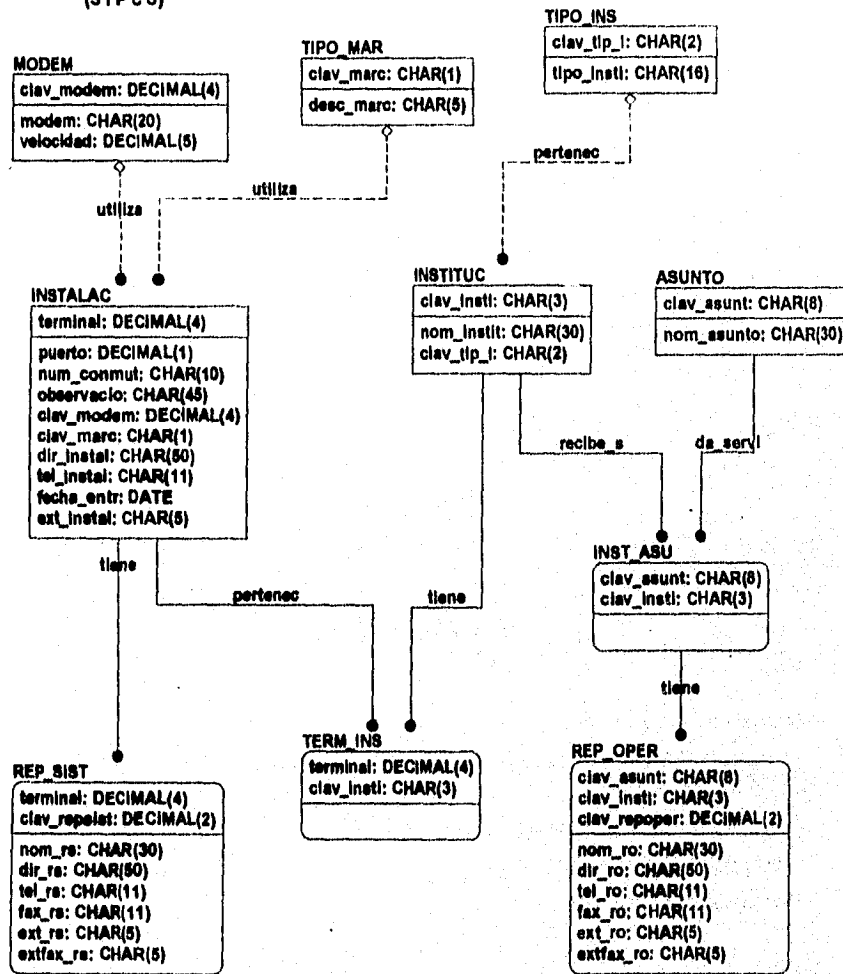 TIPO_INS
clav_tip_i: CHAR(2)
tipo_insti: CHAR(16)
TIPO_MAR
clav_marc: CHAR(1)
desc_marc: CHAR(5)
MODEM
clav_modem: DECIMAL(4)
modem: CHAR(20)
velocidad: DECIMAL(5)
pertenec
utiliza
utiliza
INSTALAC
terminal: DECIMAL(4)
puerto: DECIMAL(1)
num_conmut: CHAR(10)
observacio: CHAR(45)
clav_modem: DECIMAL(4)
clav_marc: CHAR(1)
dir_instal: CHAR(50)
tel_instal: CHAR(11)
fecha_entr: DATE
ext_instal: CHAR(5)
INSTITUC
clav_insti: CHAR(3)
nom_instit: CHAR(30)
clav_tip_i: CHAR(2)
ASUNTO
clav_asunt: CHAR(8)
nom_asunto: CHAR(30)
recibe_s
da_servi
INST_ASU
clav_asunt: CHAR(8)
clav_insti: CHAR(3)
tiene
pertenec
tiene
tiene
TERM_INS
terminal: DECIMAL(4)
clav_insti: CHAR(3)
REP_SIST
terminal: DECIMAL(4)
clav_repsist: DECIMAL(2)
nom_rs: CHAR(30)
dir_rs: CHAR(50)
tel_rs: CHAR(11)
fax_rs: CHAR(11)
ext_rs: CHAR(5)
extfax_rs: CHAR(5)
REP_OPER
clav_asunt: CHAR(8)
clav_insti: CHAR(3)
clav_repoper: DECIMAL(2)
nom_ro: CHAR(30)
dir_ro: CHAR(50)
tel_ro: CHAR(11)
fax_ro: CHAR(11)
ext_ro: CHAR(5)
extfax_ro: CHAR(5)